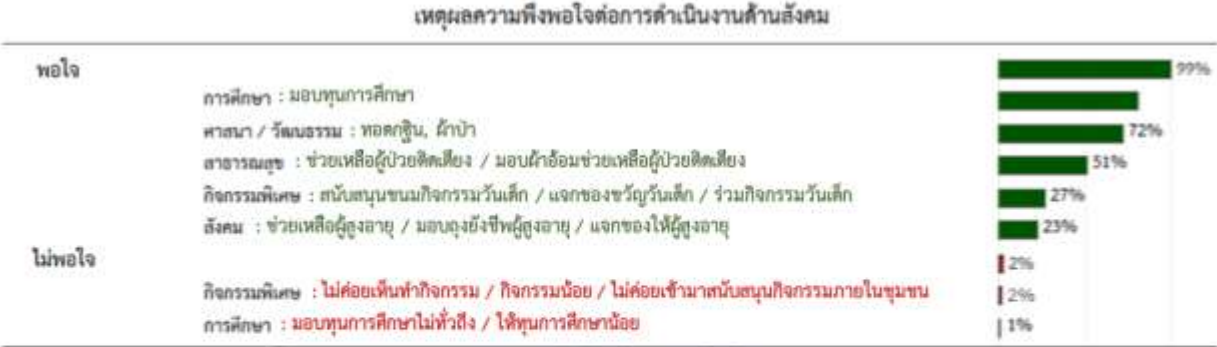 เหตุผลความพึงพอใจต่อการดำเนินงานด้านสังคม
พอใจ 99%
การศึกษา : มอบทุนการศึกษา
ศาสนา / วัฒนธรรม : ทอดกฐิน, ผ้าป่า 72%
สาธารณสุข : ช่วยเหลือผู้ป่วยติดเตียง / มอบผ้าอ้อมช่วยเหลือผู้ป่วยติดเตียง 51%
กิจกรรมพิเศษ : สนับสนุนขนมกิจกรรมวันเด็ก / แจกของขวัญวันเด็ก / ร่วมกิจกรรมวันเด็ก 27%
สังคม : ช่วยเหลือผู้สูงอายุ / มอบถุงยังชีพผู้สูงอายุ / แจกของให้ผู้สูงอายุ 23%
ไม่พอใจ 2%
กิจกรรมพิเศษ : ไม่ค่อยเห็นทำกิจกรรม / กิจกรรมน้อย / ไม่ค่อยเข้ามาสนับสนุนกิจกรรมภายในชุมชน 2%
การศึกษา : มอบทุนการศึกษาไม่ทั่วถึง / ให้ทุนการศึกษาน้อย 1%